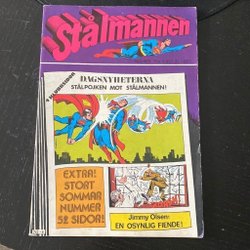 Stålmannen
DAGSNYHETERNA
STÅLPOJKEN MOT STÅLMANNEN!
EXTRA!
STORT
SOMMAR
NUMMER
52 SIDOR!
Jimmy Olsen:
EN OSYNLIG FIENDE!